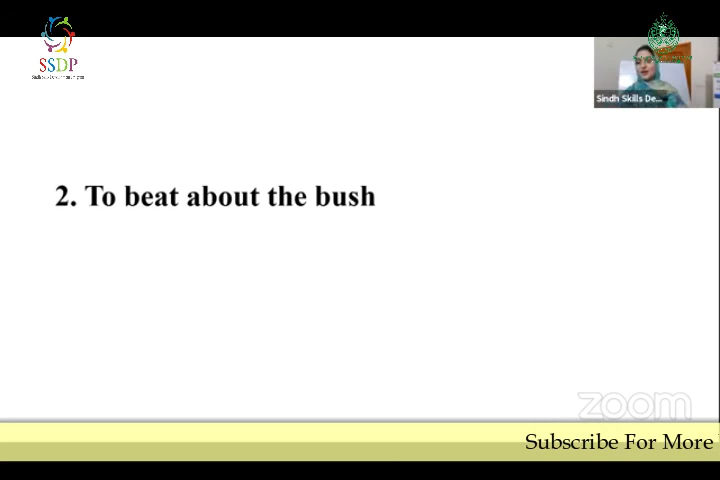 SSDP
Sindh Skills De...
2. To beat about the bush
zoom
Subscribe For More